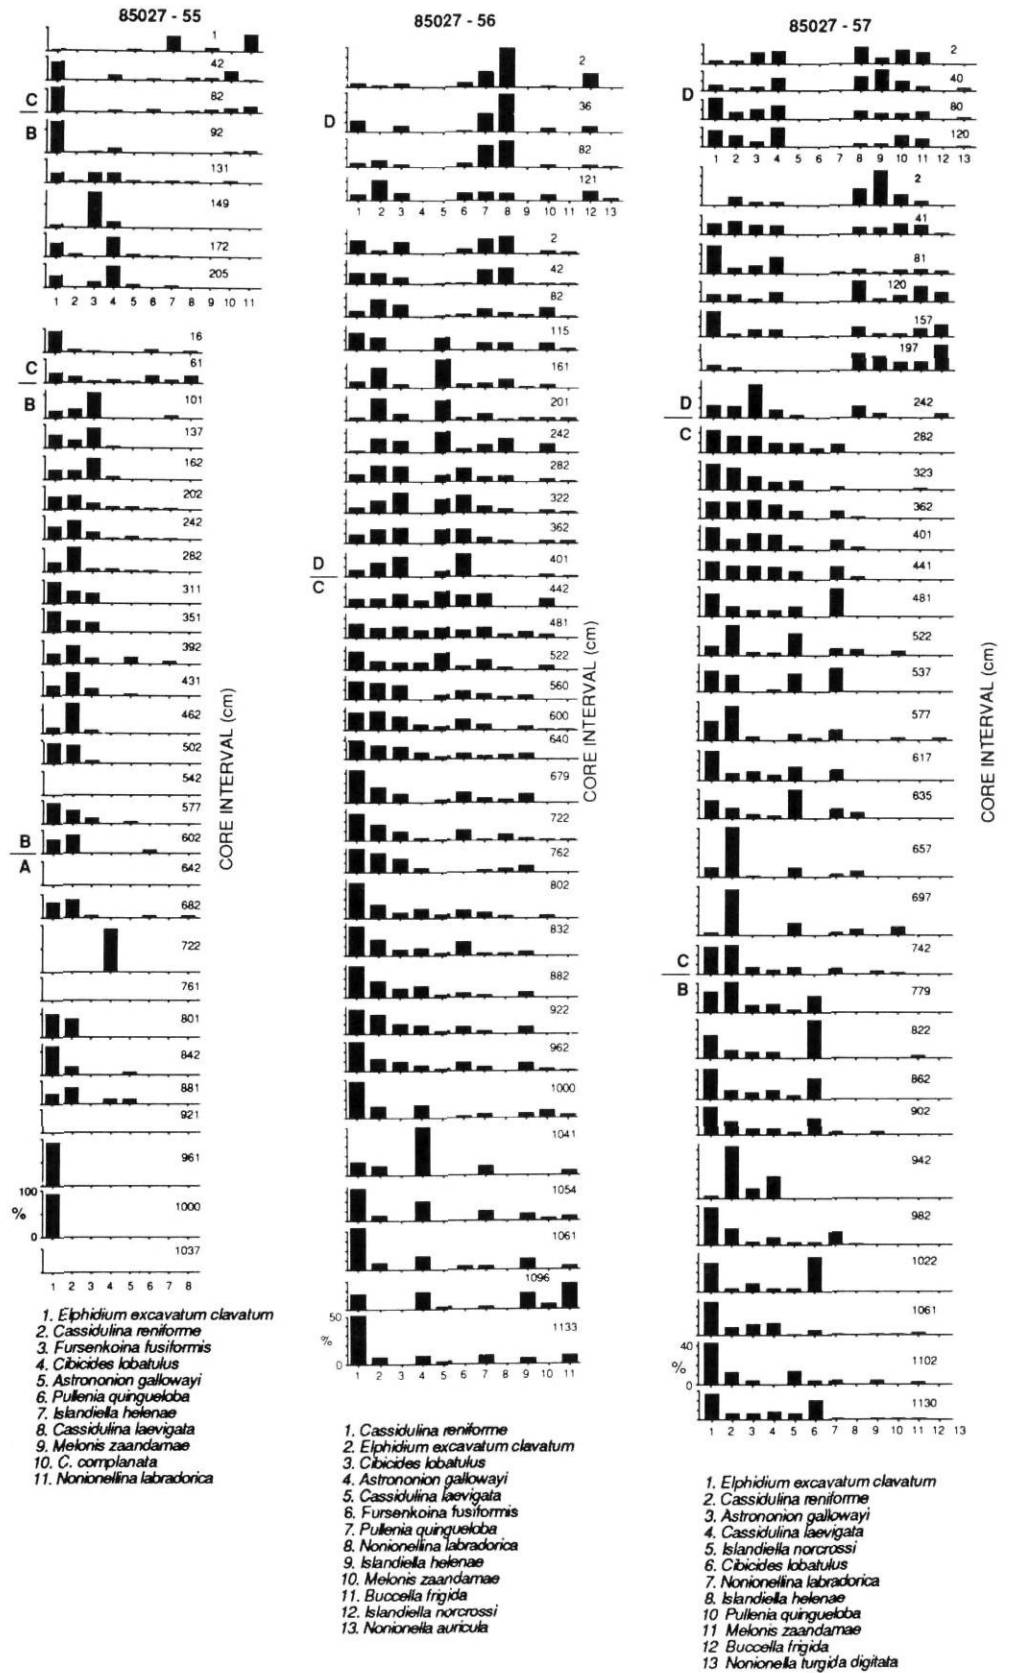 85027 - 55
1
42
82
C
B
92
131
149
172
205
1 2 3 4 5 6 7 8 9 10 11
16
61
C
B
101
137
162
202
242
282
311
351
392
431
462
502
542
577
602
B
A
642
682
722
761
801
842
881
921
961
100
%
0
1000
1037
1 2 3 4 5 6 7 8
CORE INTERVAL (cm)
1. Elphidium excavatum clavatum
2. Cassidulina reniforme
3. Fursenkoina fusiformis
4. Cibicides lobatulus
5. Astrononion gallowayi
6. Pullenia quingueloba
7. Islandiella helenae
8. Cassidulina laevigata
9. Melonis zaandamae
10. C. complanata
11. Nonionellina labradorica
85027 - 56
2
D
36
82
121
1 2 3 4 5 6 7 8 9 10 11 12 13
2
42
82
115
161
201
242
282
322
362
D
C
401
442
481
522
560
600
640
679
722
762
802
832
882
922
962
1000
1041
1054
1061
1096
50
%
0
1133
1 2 3 4 5 6 7 8 9 10 11
CORE INTERVAL (cm)
1. Cassidulina reniforme
2. Elphidium excavatum clavatum
3. Cibicides lobatulus
4. Astrononion gallowayi
5. Cassidulina laevigata
6. Fursenkoina fusiformis
7. Pullenia quingueloba
8. Nonionellina labradorica
9. Islandiella helenae
10. Melonis zaandamae
11. Buccella frigida
12. Islandiella norcrossi
13. Nonionella auricula
85027 - 57
2
D
40
80
120
1 2 3 4 5 6 7 8 9 10 11 12 13
2
41
81
120
157
197
D
C
242
282
323
362
401
441
481
522
537
577
617
635
657
697
742
C
B
779
822
862
902
942
982
1022
1061
40
%
0
1102
1130
1 2 3 4 5 6 7 8 9 10 11 12 13
CORE INTERVAL (cm)
1. Elphidium excavatum clavatum
2. Cassidulina reniforme
3. Astrononion gallowayi
4. Cassidulina laevigata
5. Islandiella norcrossi
6. Cibicides lobatulus
7. Nonionellina labradorica
8. Islandiella helenae
10 Pullenia quingueloba
11 Melonis zaandamae
12 Buccella frigida
13 Nonionella turgida digitata